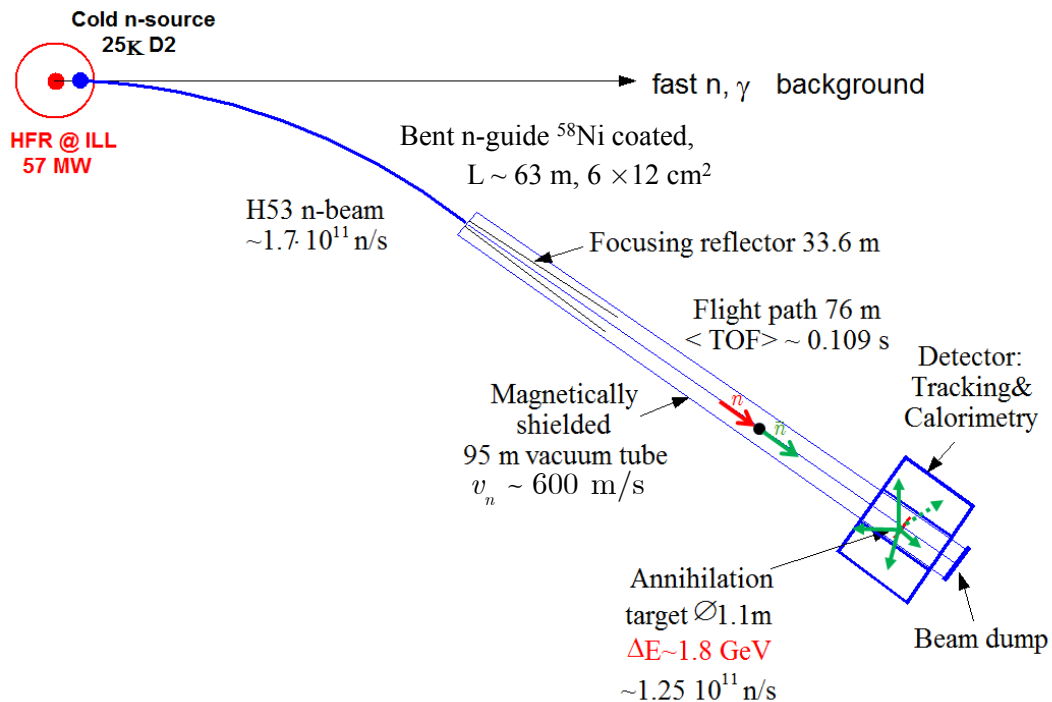 Cold n-source
25K D2
fast n, γ background
HFR @ ILL
57 MW
Bent n-guide ⁵⁸Ni coated,
L ~ 63 m, 6 × 12 cm²
H53 n-beam
~1.7· 10¹¹ n/s
Focusing reflector 33.6 m
Flight path 76 m
< TOF> ~ 0.109 s
Detector:
Tracking&
Calorimetry
n
n̄
Magnetically
shielded
95 m vacuum tube
vₙ ~ 600 m/s
Annihilation
target ∅1.1m
ΔE~1.8 GeV
~1.25 10¹¹ n/s
Beam dump